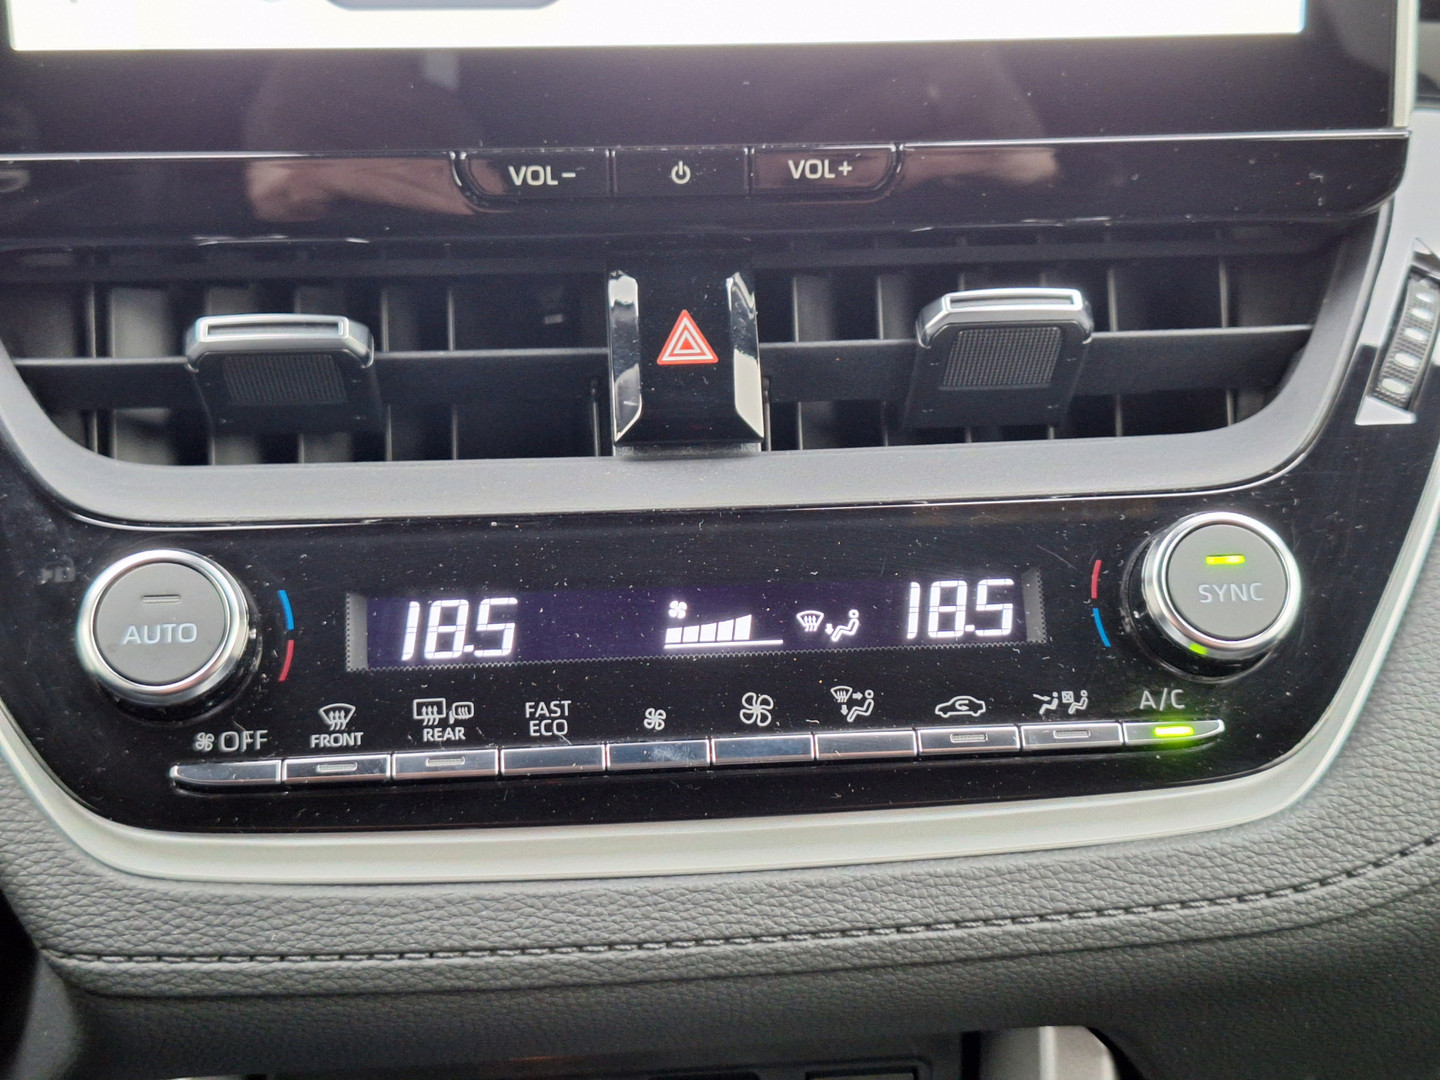 VOL- VOL+
AUTO 18.5 18.5 SYNC
OFF FRONT REAR FAST ECO A/C